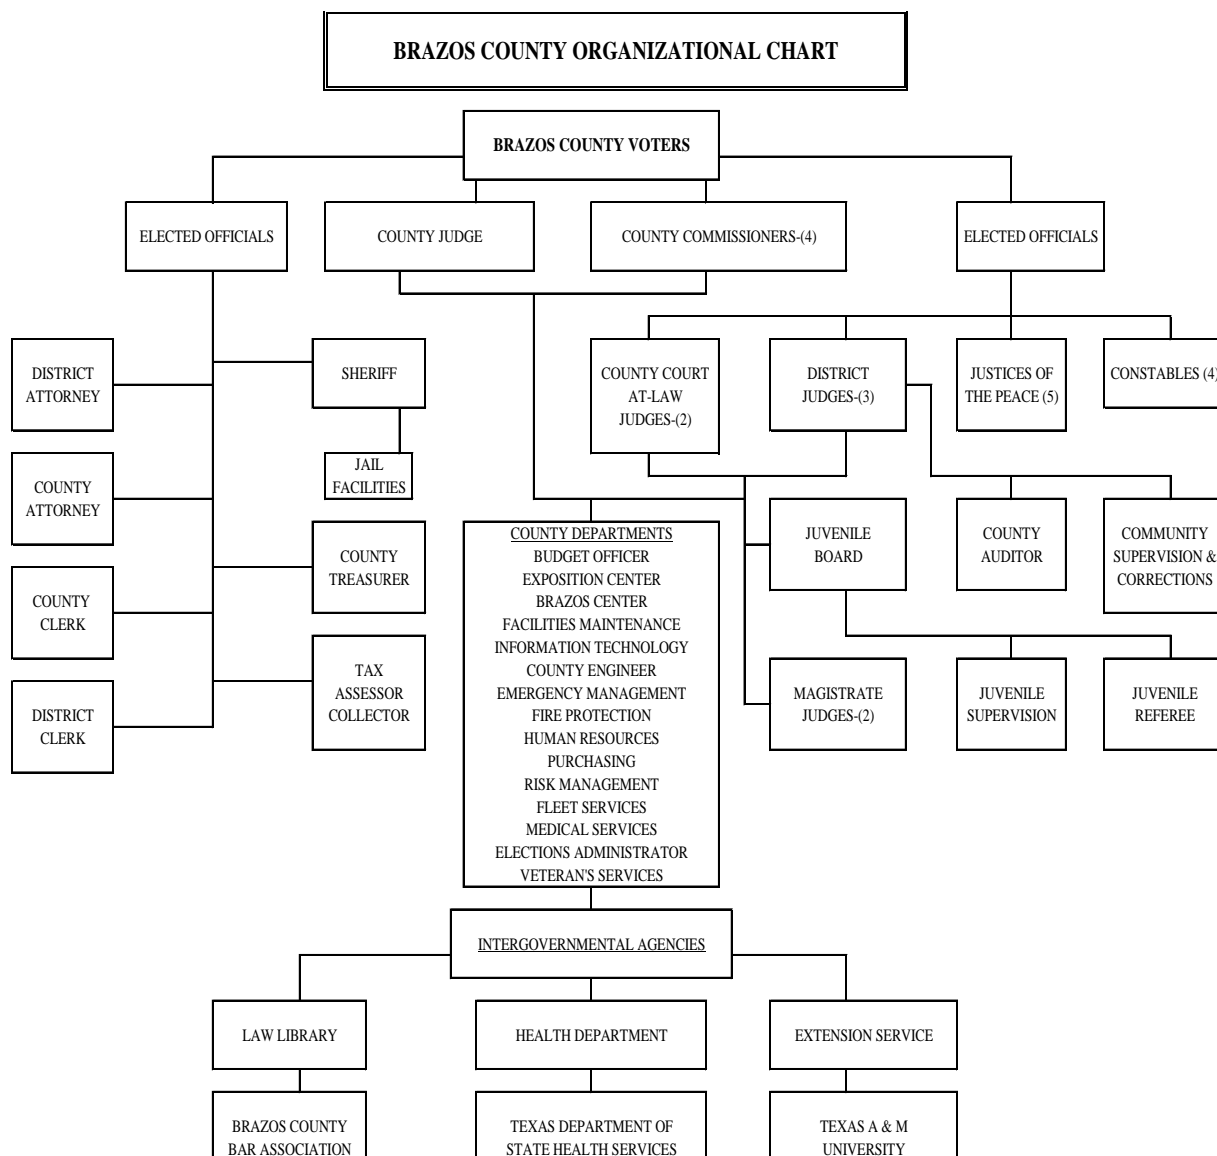 BRAZOS COUNTY ORGANIZATIONAL CHART
BRAZOS COUNTY VOTERS
ELECTED OFFICIALS
COUNTY JUDGE
COUNTY COMMISSIONERS-(4)
ELECTED OFFICIALS
DISTRICT
ATTORNEY
SHERIFF
COUNTY COURT
AT-LAW
JUDGES-(2)
DISTRICT
JUDGES-(3)
JUSTICES OF
THE PEACE (5)
CONSTABLES (4)
JAIL
FACILITIES
COUNTY
ATTORNEY
COUNTY
TREASURER
COUNTY DEPARTMENTS
BUDGET OFFICER
EXPOSITION CENTER
BRAZOS CENTER
FACILITIES MAINTENANCE
INFORMATION TECHNOLOGY
COUNTY ENGINEER
EMERGENCY MANAGEMENT
FIRE PROTECTION
HUMAN RESOURCES
PURCHASING
RISK MANAGEMENT
FLEET SERVICES
MEDICAL SERVICES
ELECTIONS ADMINISTRATOR
VETERAN'S SERVICES
JUVENILE
BOARD
COUNTY
AUDITOR
COMMUNITY
SUPERVISION &
CORRECTIONS
COUNTY
CLERK
TAX
ASSESSOR
COLLECTOR
MAGISTRATE
JUDGES-(2)
JUVENILE
SUPERVISION
JUVENILE
REFEREE
DISTRICT
CLERK
INTERGOVERNMENTAL AGENCIES
LAW LIBRARY
HEALTH DEPARTMENT
EXTENSION SERVICE
BRAZOS COUNTY
BAR ASSOCIATION
TEXAS DEPARTMENT OF
STATE HEALTH SERVICES
TEXAS A & M
UNIVERSITY